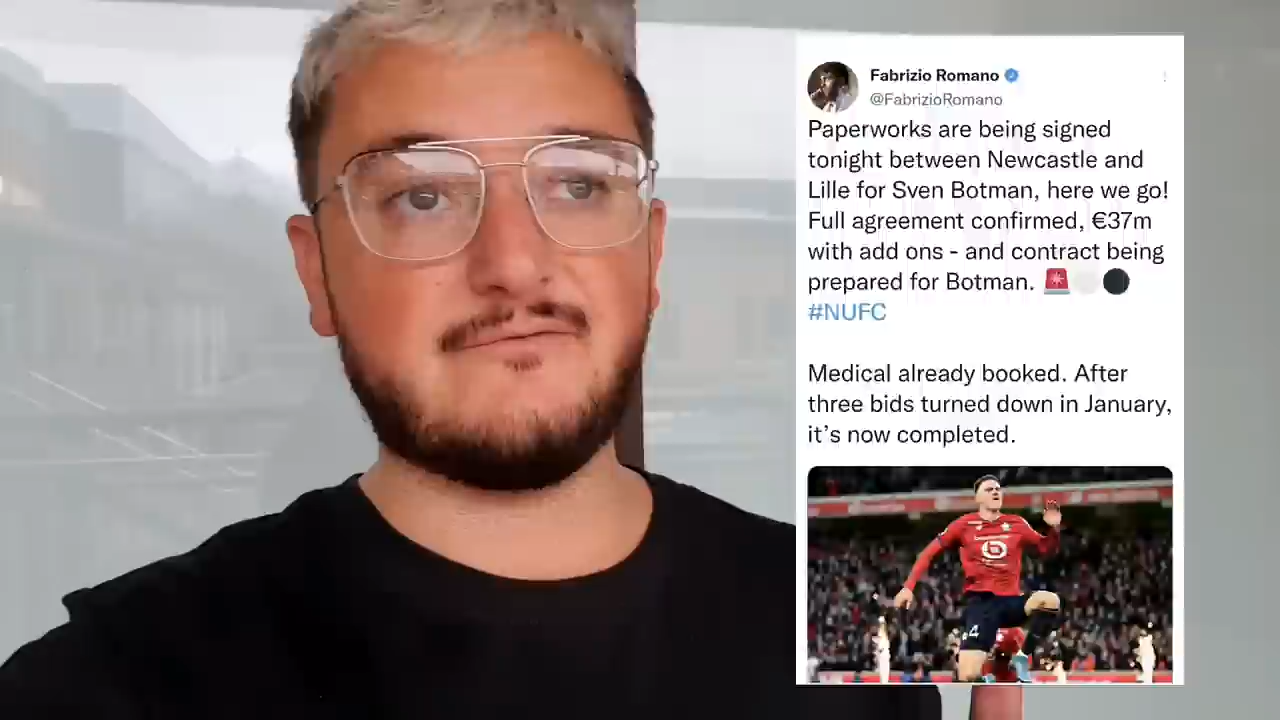 Fabrizio Romano
@FabrizioRomano
Paperworks are being signed
tonight between Newcastle and
Lille for Sven Botman, here we go!
Full agreement confirmed, €37m
with add ons - and contract being
prepared for Botman. 🚨⚪️⚫️
#NUFC
Medical already booked. After
three bids turned down in January,
it's now completed.
4